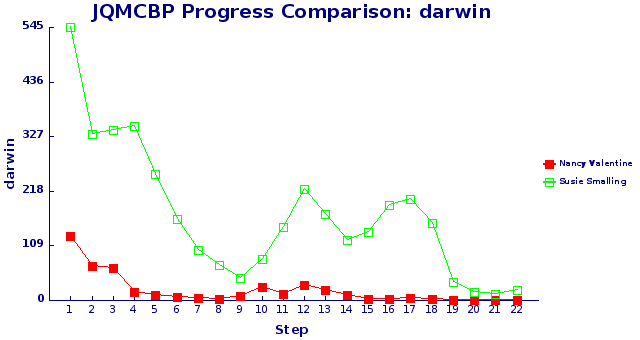 JQMCBP Progress Comparison: darwin
545
436
327
218
109
0
darwin
1 2 3 4 5 6 7 8 9 10 11 12 13 14 15 16 17 18 19 20 21 22
Step
Nancy Valentine
Susie Smalling